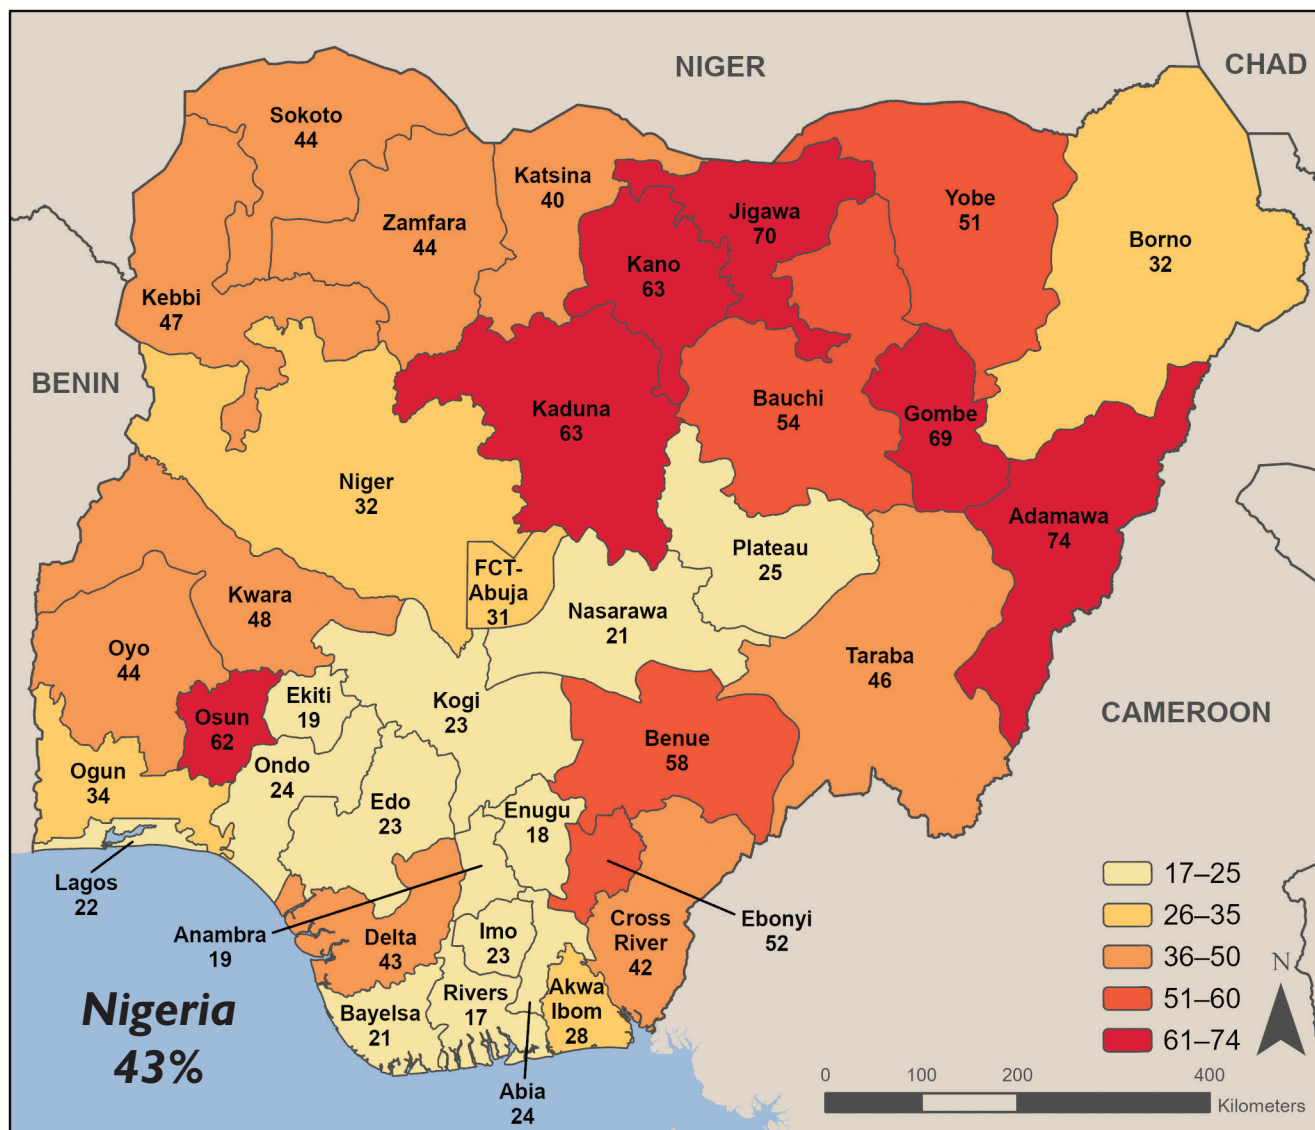 NIGER
CHAD
Sokoto
44
Katsina
40
Zamfara
44
Jigawa
70
Yobe
51
Borno
32
Kano
63
Kebbi
47
BENIN
Kaduna
63
Bauchi
54
Gombe
69
Niger
32
Adamawa
74
Plateau
25
FCT-
Abuja
31
Kwara
48
Nasarawa
21
Oyo
44
Taraba
46
Ekiti
19
Kogi
23
Osun
62
CAMEROON
Benue
58
Ondo
24
Ogun
34
Edo
23
Enugu
18
Lagos
22
Anambra
19
Delta
43
Imo
23
Cross
River
42
Ebonyi
52
Bayelsa
21
Rivers
17
Akwa
Ibom
28
Abia
24
Nigeria
43%
17–25
26–35
36–50
51–60
61–74
N
0
100
200
400
Kilometers